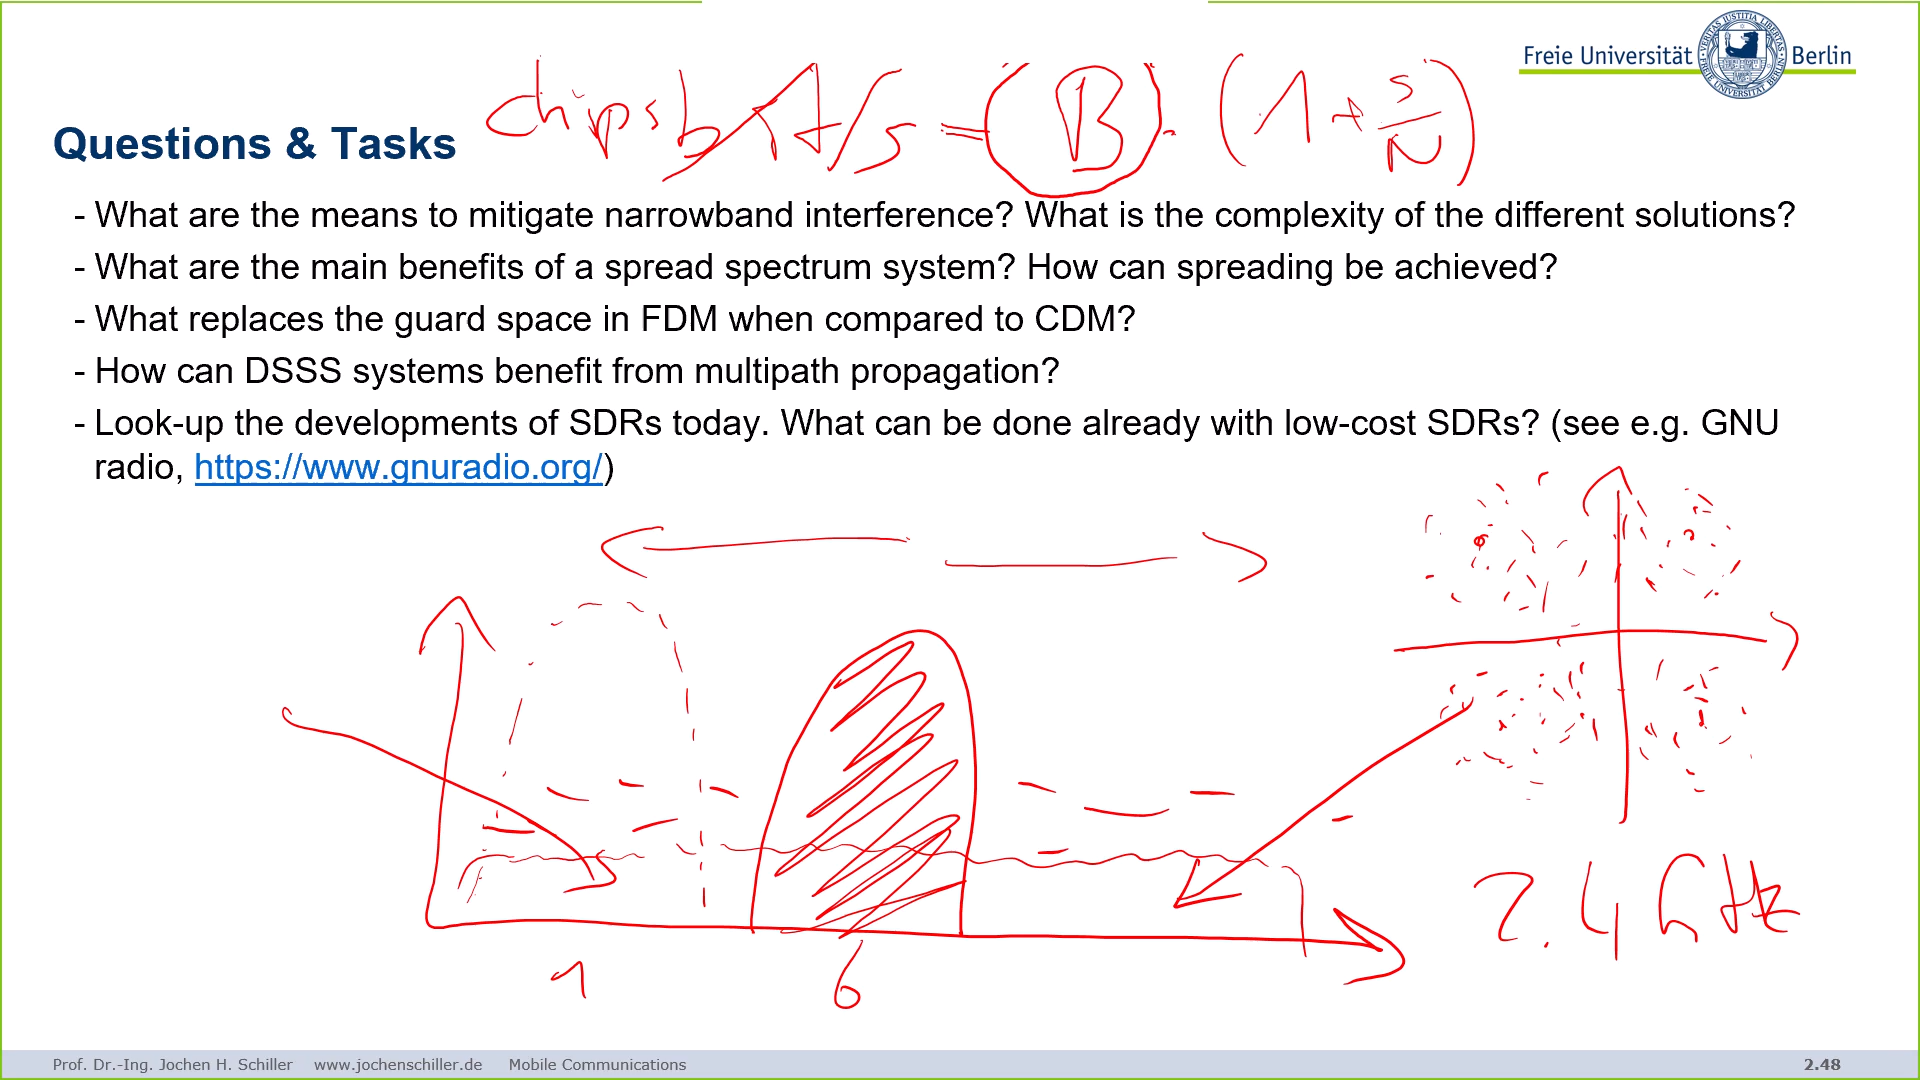 Freie Universität Berlin
chips bit/s = B · (1 + S/N)
Questions & Tasks
- What are the means to mitigate narrowband interference? What is the complexity of the different solutions?
- What are the main benefits of a spread spectrum system? How can spreading be achieved?
- What replaces the guard space in FDM when compared to CDM?
- How can DSSS systems benefit from multipath propagation?
- Look-up the developments of SDRs today. What can be done already with low-cost SDRs? (see e.g. GNU
radio, https://www.gnuradio.org/)
2.4 GHz
1 6
Prof. Dr.-Ing. Jochen H. Schiller www.jochenschiller.de Mobile Communications 2.48